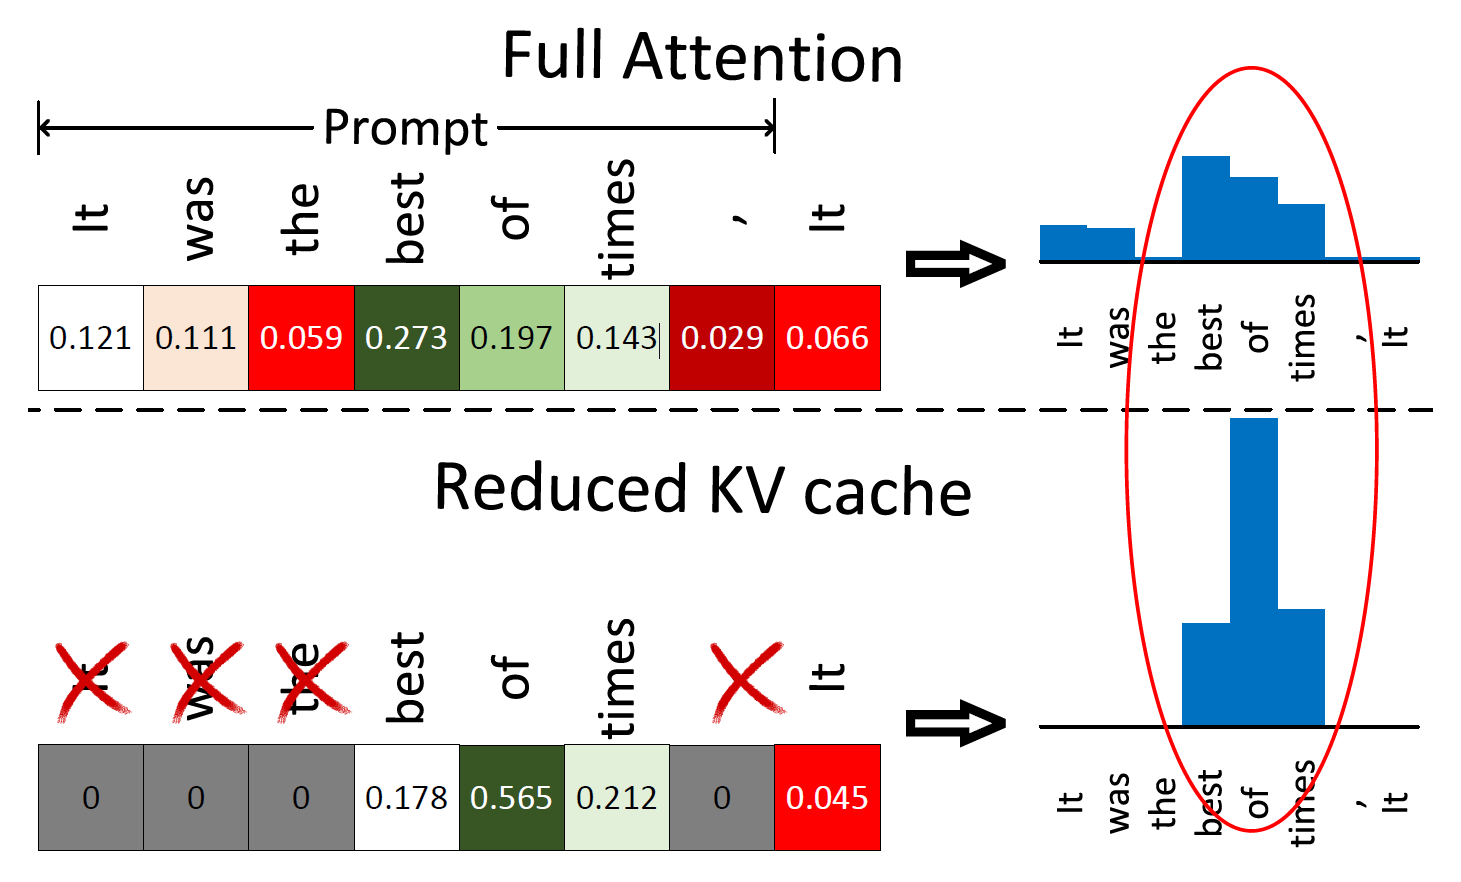 Full Attention
Prompt
It was the best of times , It
0.121 0.111 0.059 0.273 0.197 0.143 0.029 0.066
It was the best of times , It
Reduced KV cache
It was the best of times It
0 0 0 0.178 0.565 0.212 0 0.045
It was the best of times , It